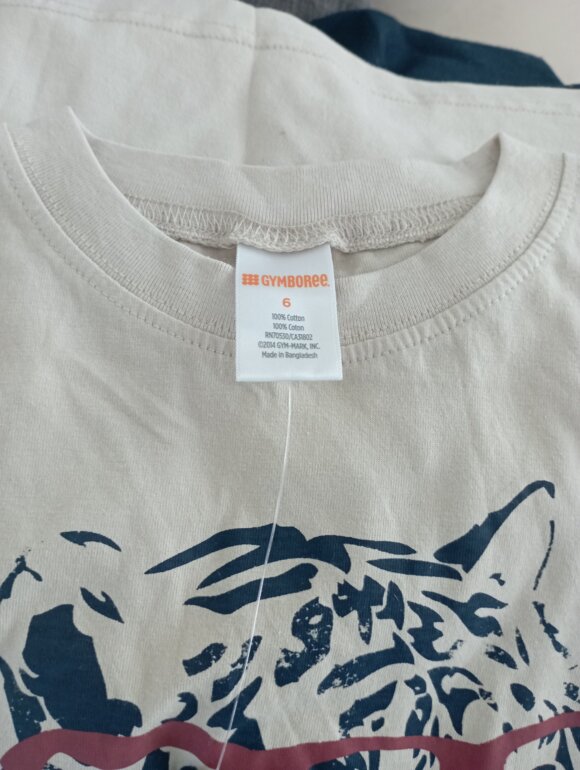 GYMBOREE
6
100% Cotton
100% Coton
RN70530/CA31802
©2014 GYM-MARK, INC.
Made in Bangladesh